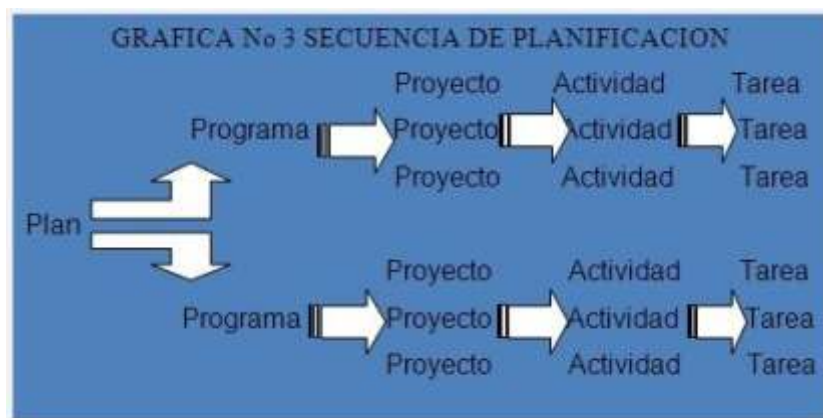 GRAFICA No 3 SECUENCIA DE PLANIFICACION
Proyecto Actividad Tarea
Programa Proyecto Actividad Tarea
Proyecto Actividad Tarea
Plan
Proyecto Actividad Tarea
Programa Proyecto Actividad Tarea
Proyecto Actividad Tarea